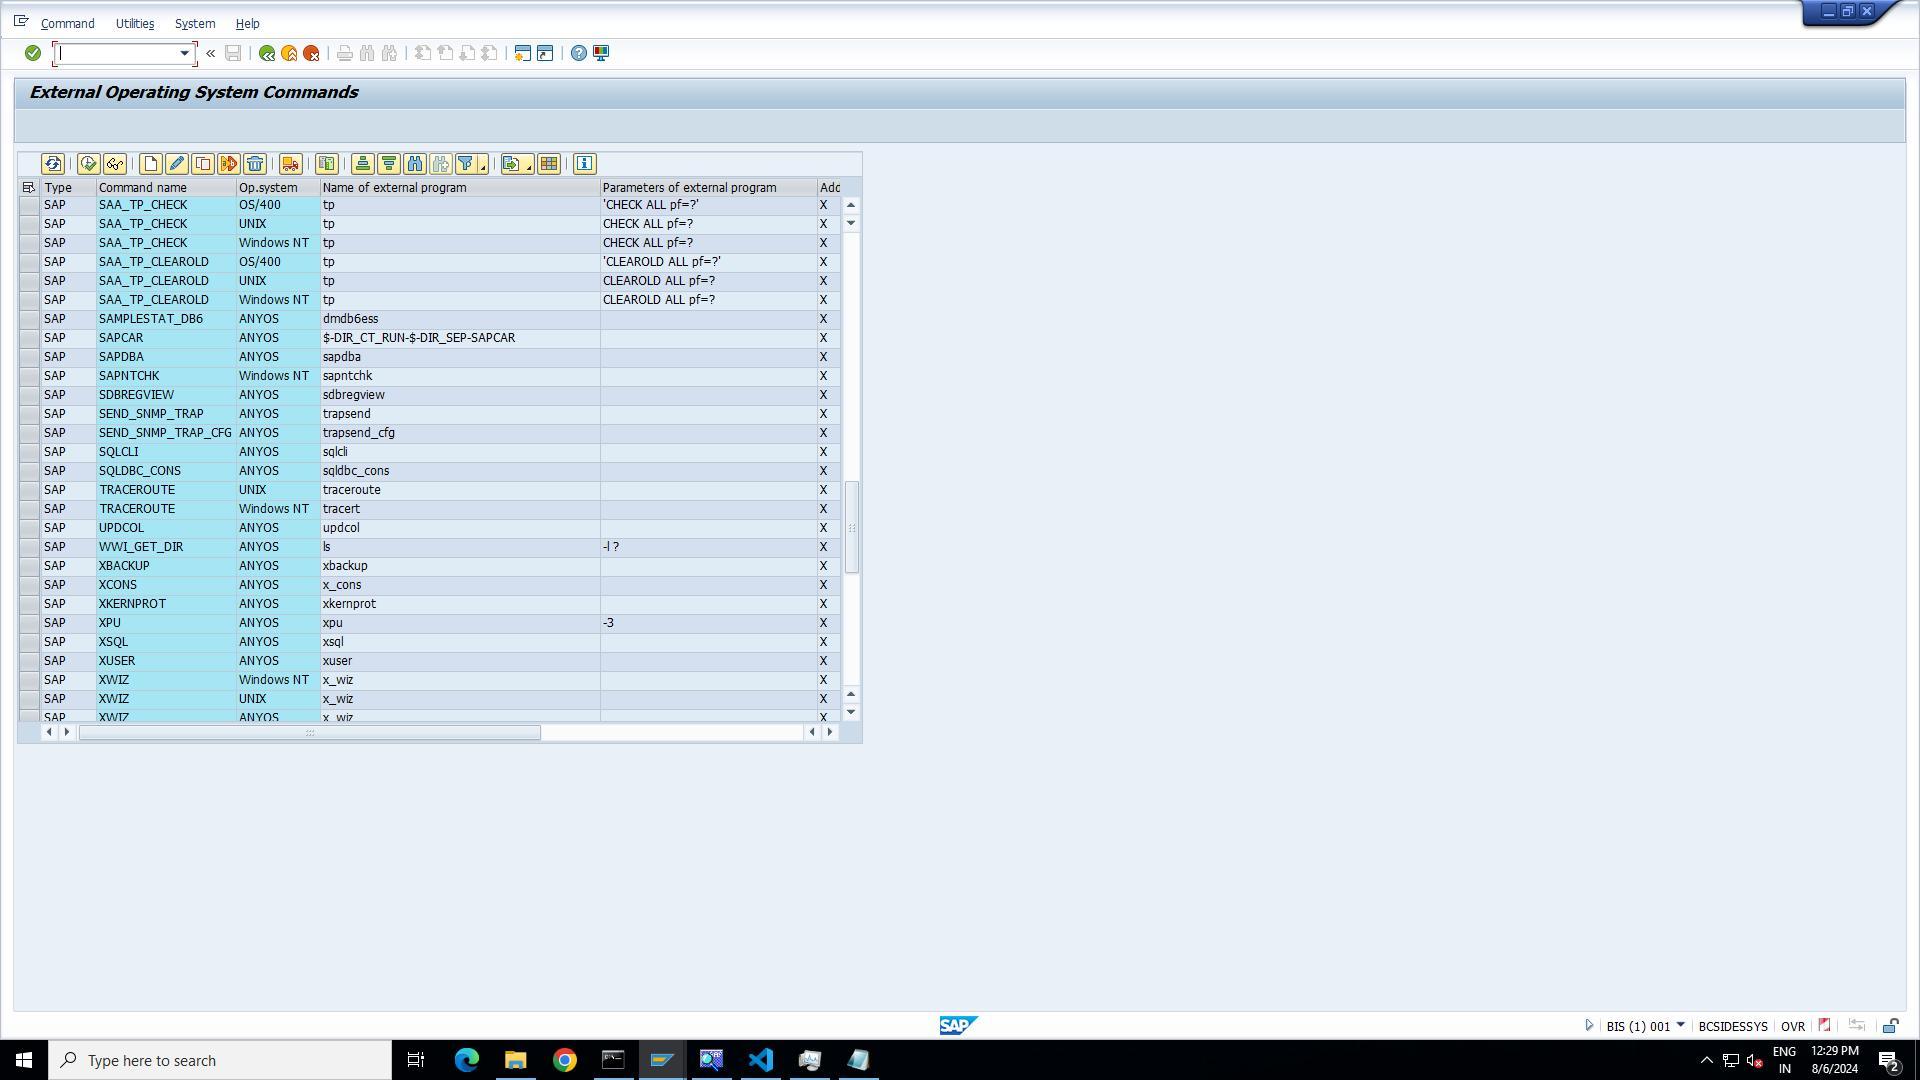 Command Utilities System Help
External Operating System Commands
Type Command name Op.system Name of external program Parameters of external program Add
SAP SAA_TP_CHECK OS/400 tp 'CHECK ALL pf=?' X
SAP SAA_TP_CHECK UNIX tp CHECK ALL pf=? X
SAP SAA_TP_CHECK Windows NT tp CHECK ALL pf=? X
SAP SAA_TP_CLEAROLD OS/400 tp 'CLEAROLD ALL pf=?' X
SAP SAA_TP_CLEAROLD UNIX tp CLEAROLD ALL pf=? X
SAP SAA_TP_CLEAROLD Windows NT tp CLEAROLD ALL pf=? X
SAP SAMPLESTAT_DB6 ANYOS dmdb6ess X
SAP SAPCAR ANYOS $-DIR_CT_RUN-$-DIR_SEP-SAPCAR X
SAP SAPDBA ANYOS sapdba X
SAP SAPNTCHK Windows NT sapntchk X
SAP SDBREGVIEW ANYOS sdbregview X
SAP SEND_SNMP_TRAP ANYOS trapsend X
SAP SEND_SNMP_TRAP_CFG ANYOS trapsend_cfg X
SAP SQLCLI ANYOS sqlcli X
SAP SQLDBC_CONS ANYOS sqldbc_cons X
SAP TRACEROUTE UNIX traceroute X
SAP TRACEROUTE Windows NT tracert X
SAP UPDCOL ANYOS updcol X
SAP WWI_GET_DIR ANYOS ls -l ? X
SAP XBACKUP ANYOS xbackup X
SAP XCONS ANYOS x_cons X
SAP XKERNPROT ANYOS xkernprot X
SAP XPU ANYOS xpu -3 X
SAP XSQL ANYOS xsql X
SAP XUSER ANYOS xuser X
SAP XWIZ Windows NT x_wiz X
SAP XWIZ UNIX x_wiz X
SAP XWIZ ANYOS x_wiz X
SAP BIS (1) 001 BCSIDESSYS OVR
Type here to search ENG 12:29 PM
IN 8/6/2024 2